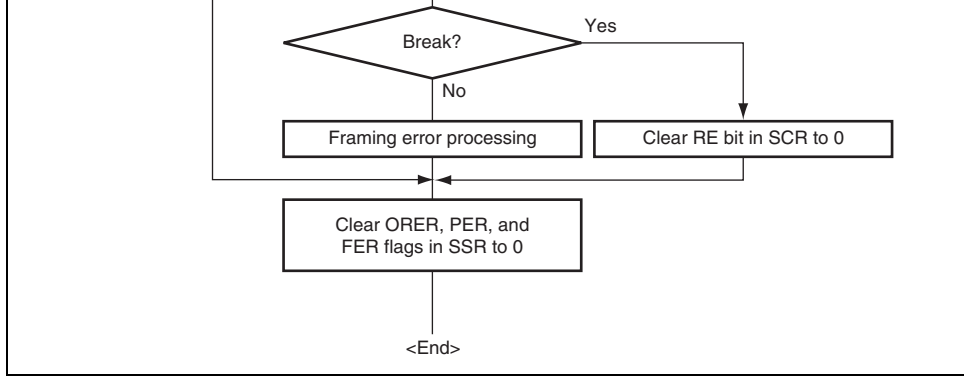 Break?
Yes
No
Framing error processing
Clear RE bit in SCR to 0
Clear ORER, PER, and
FER flags in SSR to 0
<End>